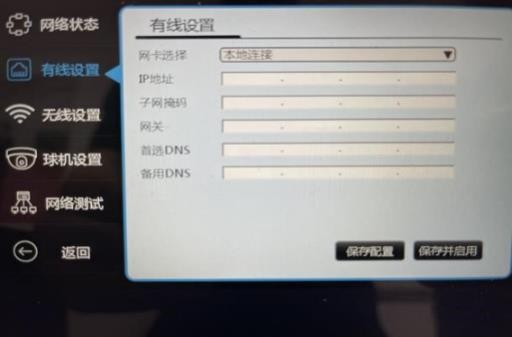 网络状态
有线设置
无线设置
球机设置
网络测试
返回
有线设置
网卡选择 本地连接
IP地址 . . .
子网掩码 . . .
网关 . . .
首选DNS . . .
备用DNS . . .
保存配置 保存并启用